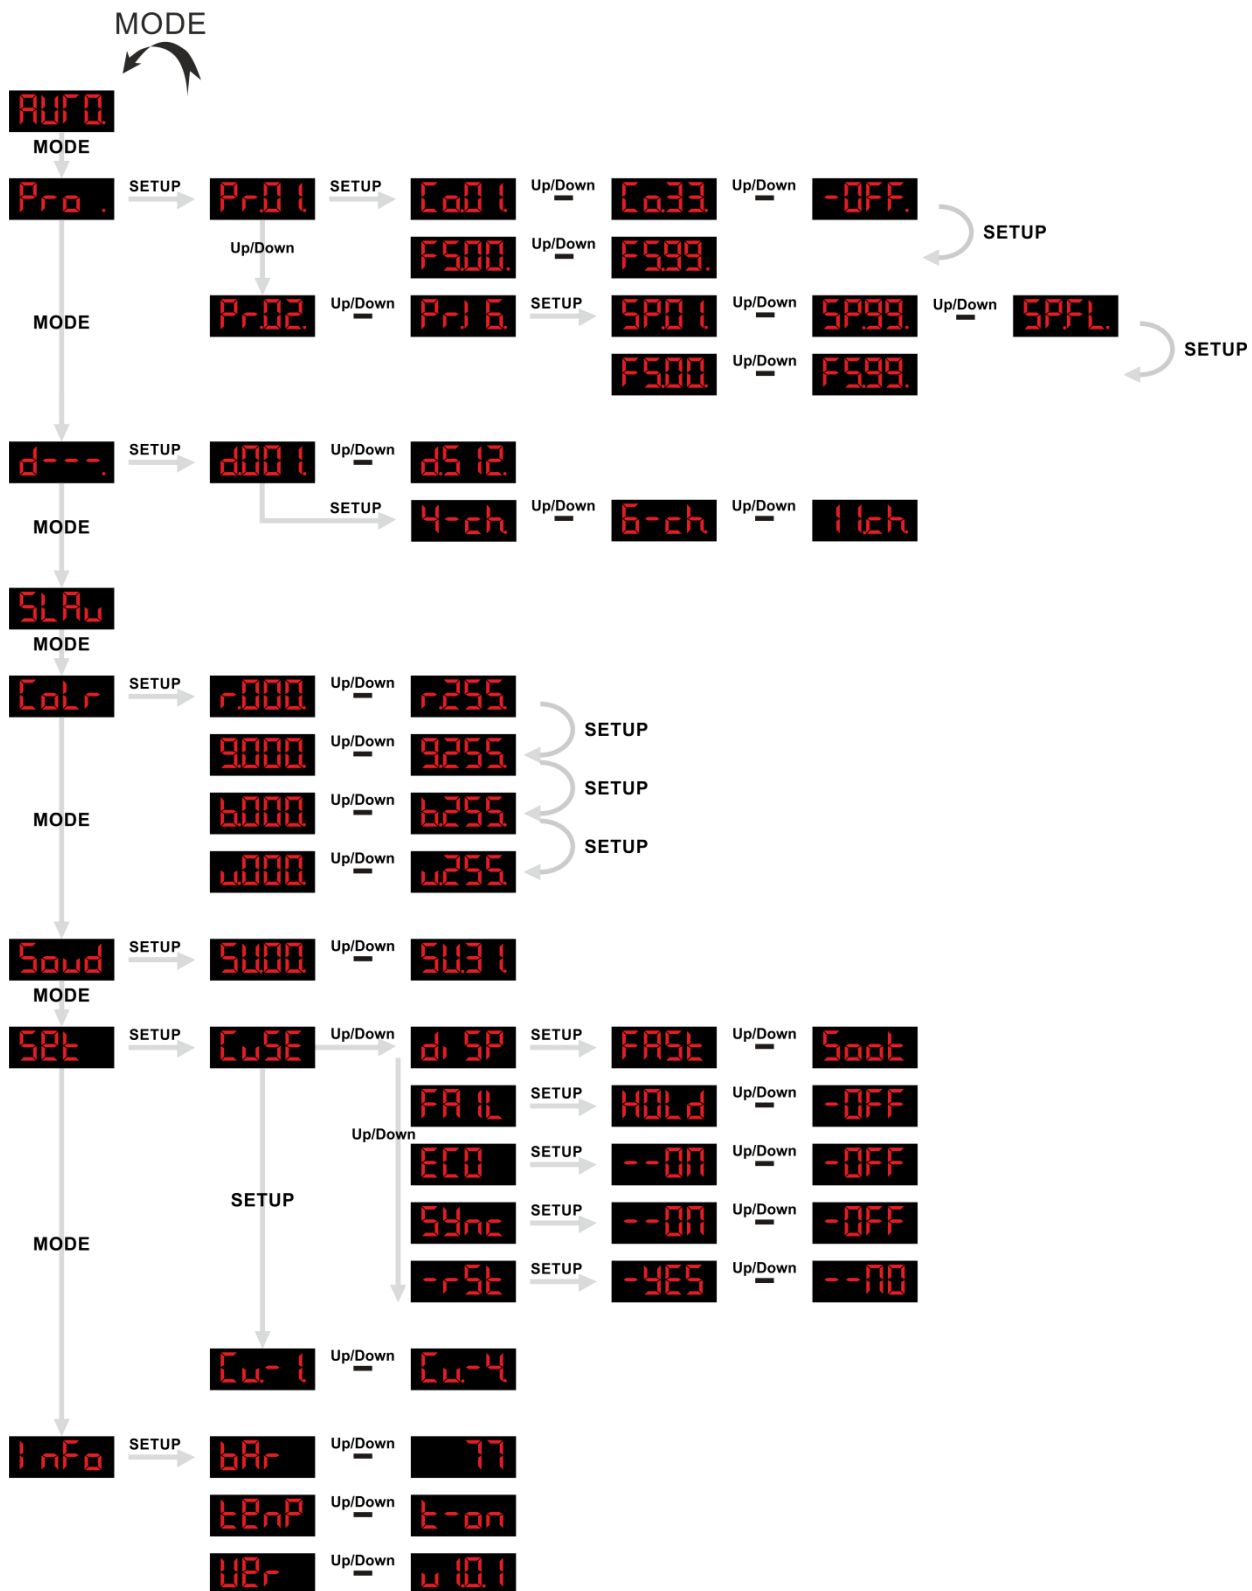 MODE
AUTO.
MODE
Pro . SETUP Pr.01. SETUP Co.01. Up/Down Co.33. Up/Down -OFF.
SETUP
Up/Down FS.00. Up/Down FS.99.
MODE Pr.02. Up/Down Pr.16. SETUP SP.01. Up/Down SP.99. Up/Down SP.FL.
SETUP
FS.00. Up/Down FS.99.
d---. SETUP d.001. Up/Down d.512.
MODE SETUP 4-ch. Up/Down 6-ch. Up/Down 11.ch.
SLAu
MODE
CoLr SETUP r.000. Up/Down r.255.
SETUP
g.000. Up/Down g.255.
SETUP
MODE b.000. Up/Down b.255.
SETUP
u.000. Up/Down u.255.
Soud SETUP SU.00. Up/Down SU.31.
MODE
Set SETUP CuSE Up/Down diSP SETUP FASt Up/Down Soot
FAIL SETUP HOLd Up/Down -OFF
Up/Down
ECO SETUP --ON Up/Down -OFF
SETUP
MODE SYnc SETUP --ON Up/Down -OFF
-rSt SETUP -YES Up/Down --NO
Cu.-1. Up/Down Cu.-4.
InFo SETUP bAr Up/Down 77
tenP Up/Down t-on
Uer Up/Down u1.0.1